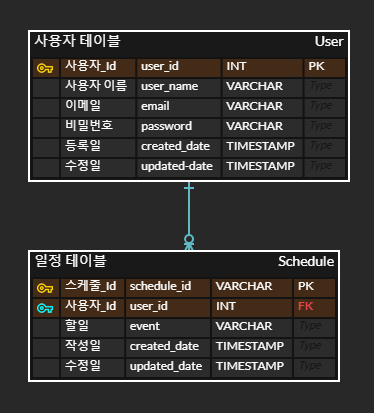 사용자 테이블 User
사용자_Id user_id INT PK
사용자 이름 user_name VARCHAR Type
이메일 email VARCHAR Type
비밀번호 password VARCHAR Type
등록일 created_date TIMESTAMP Type
수정일 updated-date TIMESTAMP Type
일정 테이블 Schedule
스케줄_Id schedule_id VARCHAR PK
사용자_Id user_id INT FK
할일 event VARCHAR Type
작성일 created_date TIMESTAMP Type
수정일 updated_date TIMESTAMP Type